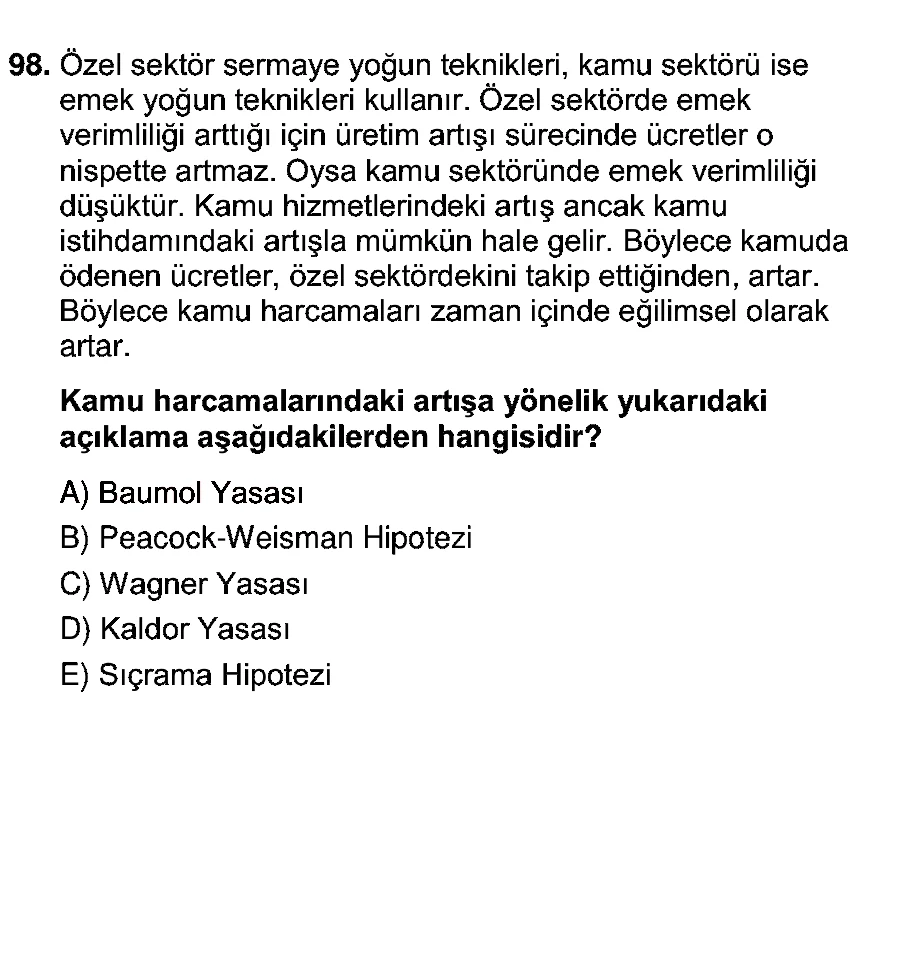 98. Özel sektör sermaye yoğun teknikleri, kamu sektörü ise
emek yoğun teknikleri kullanır. Özel sektörde emek
verimliliği arttığı için üretim artışı sürecinde ücretler o
nispette artmaz. Oysa kamu sektöründe emek verimliliği
düşüktür. Kamu hizmetlerindeki artış ancak kamu
istihdamındaki artışla mümkün hale gelir. Böylece kamuda
ödenen ücretler, özel sektördekini takip ettiğinden, artar.
Böylece kamu harcamaları zaman içinde eğilimsel olarak
artar.
Kamu harcamalarındaki artışa yönelik yukarıdaki
açıklama aşağıdakilerden hangisidir?
A) Baumol Yasası
B) Peacock-Weisman Hipotezi
C) Wagner Yasası
D) Kaldor Yasası
E) Sıçrama Hipotezi